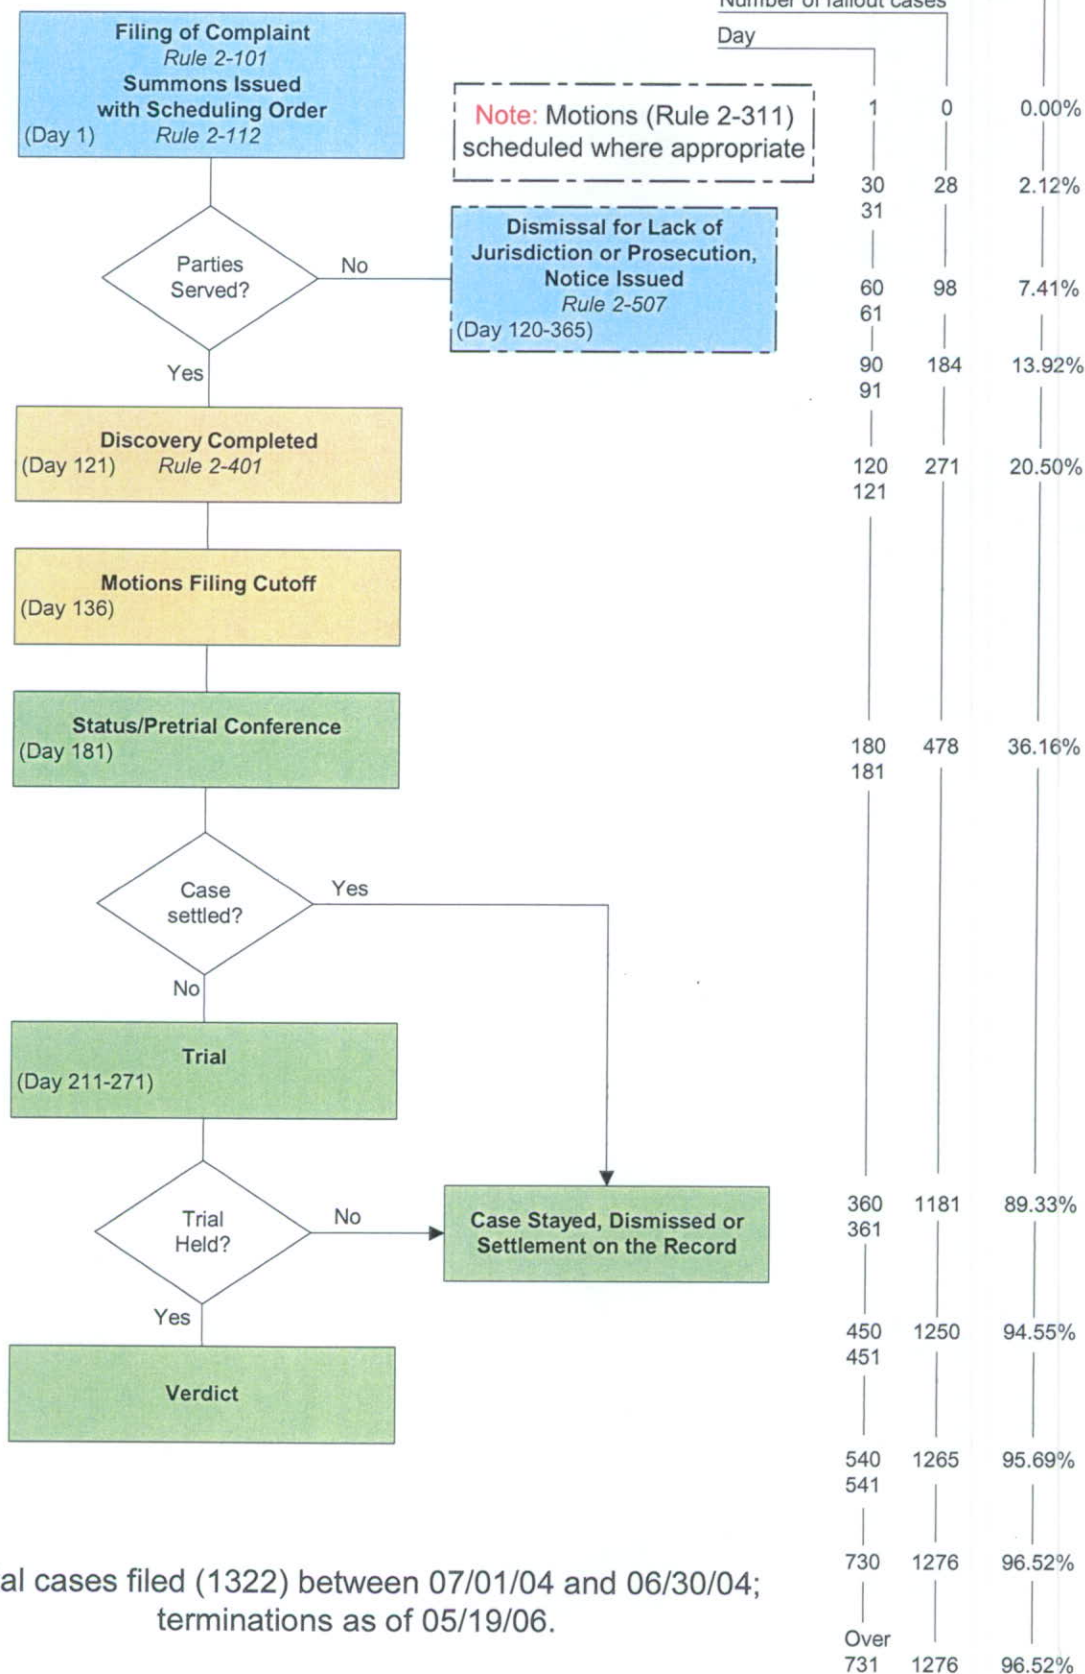 Number of fallout cases
Day
Filing of Complaint
Rule 2-101
Summons Issued
with Scheduling Order
(Day 1) Rule 2-112
Note: Motions (Rule 2-311)
scheduled where appropriate
Parties
Served?
No
Yes
Dismissal for Lack of
Jurisdiction or Prosecution,
Notice Issued
Rule 2-507
(Day 120-365)
Discovery Completed
(Day 121) Rule 2-401
Motions Filing Cutoff
(Day 136)
Status/Pretrial Conference
(Day 181)
Case
settled?
Yes
No
Trial
(Day 211-271)
Trial
Held?
No
Yes
Case Stayed, Dismissed or
Settlement on the Record
Verdict
1 0 0.00%
30 28 2.12%
31
60 98 7.41%
61
90 184 13.92%
91
120 271 20.50%
121
180 478 36.16%
181
360 1181 89.33%
361
450 1250 94.55%
451
540 1265 95.69%
541
730 1276 96.52%
Over
731 1276 96.52%
al cases filed (1322) between 07/01/04 and 06/30/04;
terminations as of 05/19/06.